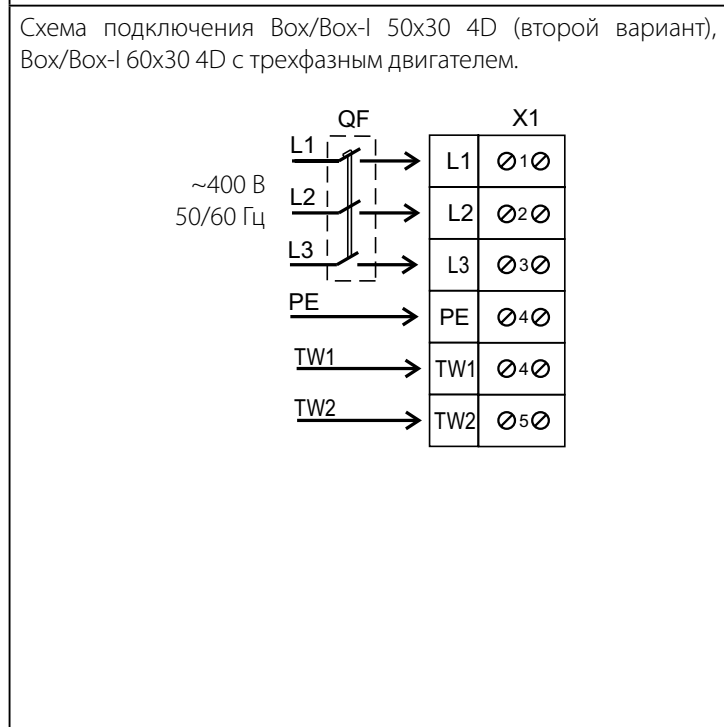 Схема подключения Box/Box-I 50x30 4D (второй вариант),
Box/Box-I 60x30 4D с трехфазным двигателем.
QF X1
L1 L1 1
~400 В
50/60 Гц
L2 L2 2
L3 L3 3
PE PE 4
TW1 TW1 4
TW2 TW2 5